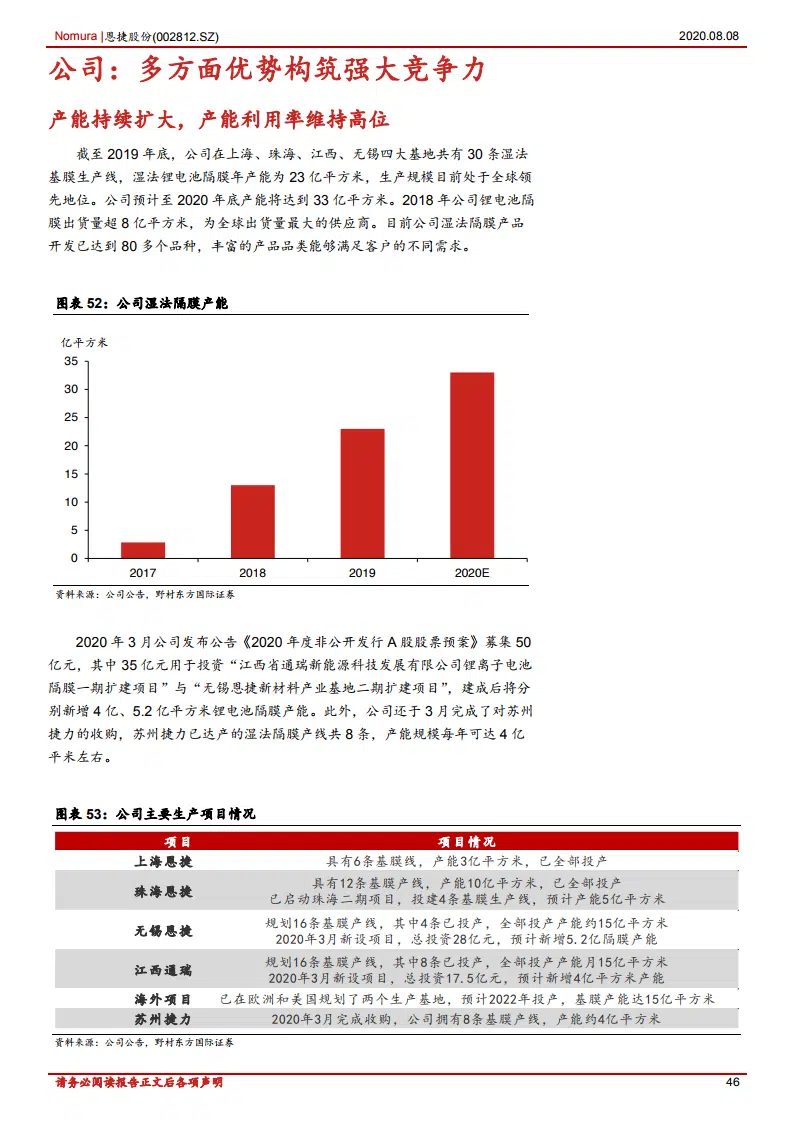 Nomura |恩捷股份(002812.SZ)
2020.08.08
公司：多方面优势构筑强大竞争力
产能持续扩大，产能利用率维持高位
截至 2019 年底，公司在上海、珠海、江西、无锡四大基地共有 30 条湿法
基膜生产线，湿法锂电池隔膜年产能为 23 亿平方米，生产规模目前处于全球领
先地位。公司预计至 2020 年底产能将达到 33 亿平方米。2018 年公司锂电池隔
膜出货量超 8 亿平方米，为全球出货量最大的供应商。目前公司湿法隔膜产品
开发已达到 80 多个品种，丰富的产品品类能够满足客户的不同需求。
图表 52：公司湿法隔膜产能
亿平方米
35
30
25
20
15
10
5
0
2017 2018 2019 2020E
资料来源：公司公告，野村东方国际证券
2020 年 3 月公司发布公告《2020 年度非公开发行 A 股股票预案》募集 50
亿元，其中 35 亿元用于投资“江西省通瑞新能源科技发展有限公司锂离子电池
隔膜一期扩建项目”与“无锡恩捷新材料产业基地二期扩建项目”，建成后将分
别新增 4 亿、5.2 亿平方米锂电池隔膜产能。此外，公司还于 3 月完成了对苏州
捷力的收购，苏州捷力已达产的湿法隔膜产线共 8 条，产能规模每年可达 4 亿
平米左右。
图表 53：公司主要生产项目情况
项目 项目情况
上海恩捷 具有6条基膜线，产能3亿平方米，已全部投产
珠海恩捷 具有12条基膜产线，产能10亿平方米，已全部投产
已启动珠海二期项目，投建4条基膜生产线，预计产能5亿平方米
无锡恩捷 规划16条基膜产线，其中4条已投产，全部投产产能约15亿平方米
2020年3月新设项目，总投资28亿元，预计新增5.2亿隔膜产能
江西通瑞 规划16条基膜产线，其中8条已投产，全部投产产能月15亿平方米
2020年3月新设项目，总投资17.5亿元，预计新增4亿平方米产能
海外项目 已在欧洲和美国规划了两个生产基地，预计2022年投产，基膜产能达15亿平方米
苏州捷力 2020年3月完成收购，公司拥有8条基膜产线，产能约4亿平方米
资料来源：公司公告，野村东方国际证券
请务必阅读报告正文后各项声明
46